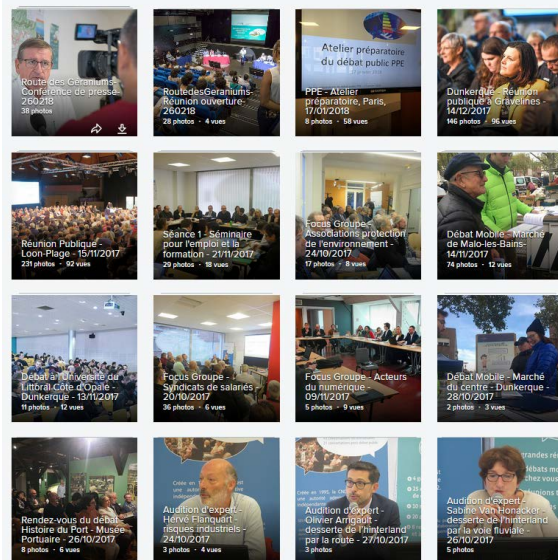 Atelier préparatoire
du débat public PPE
Route des Géraniums-
Conférence de presse-
260218
38 photos
RoutedesGeraniums-
Réunion ouverture-
260218
28 photos • 4 vues
PPE - Atelier
préparatoire, Paris,
17/01/2018
8 photos • 58 vues
Dunkerque - Réunion
publique à Gravelines -
14/12/2017
146 photos • 96 vues
Réunion Publique -
Loon-Plage - 15/11/2017
231 photos • 92 vues
Séance 1 - Séminaire
pour l'emploi et la
formation - 21/11/2017
29 photos • 18 vues
Focus Groupe -
Associations protection
de l'environnement -
24/10/2017
17 photos • 8 vues
Débat Mobile - Marché
de Malo-les-Bains-
14/11/2017
74 photos • 12 vues
Débat à l'Université du
Littoral Côte d'Opale -
Dunkerque - 13/11/2017
11 photos • 12 vues
Focus Groupe -
Syndicats de salariés -
20/10/2017
36 photos • 6 vues
Focus Groupe - Acteurs
du numérique -
09/11/2017
5 photos • 9 vues
Débat Mobile - Marché
du centre - Dunkerque -
28/10/2017
2 photos • 3 vues
Rendez-vous du débat -
Histoire du Port - Musée
Portuaire - 26/10/2017
8 photos • 6 vues
Audition d'expert -
Hervé Flanquart -
risques industriels -
24/10/2017
3 photos • 4 vues
Audition d'expert -
Olivier Arrigault -
desserte de l'hinterland
par la route - 27/10/2017
3 photos
Audition d'expert -
Sabine Van Honacker -
desserte de l'hinterland
par la voie fluviale -
26/10/2017
5 photos